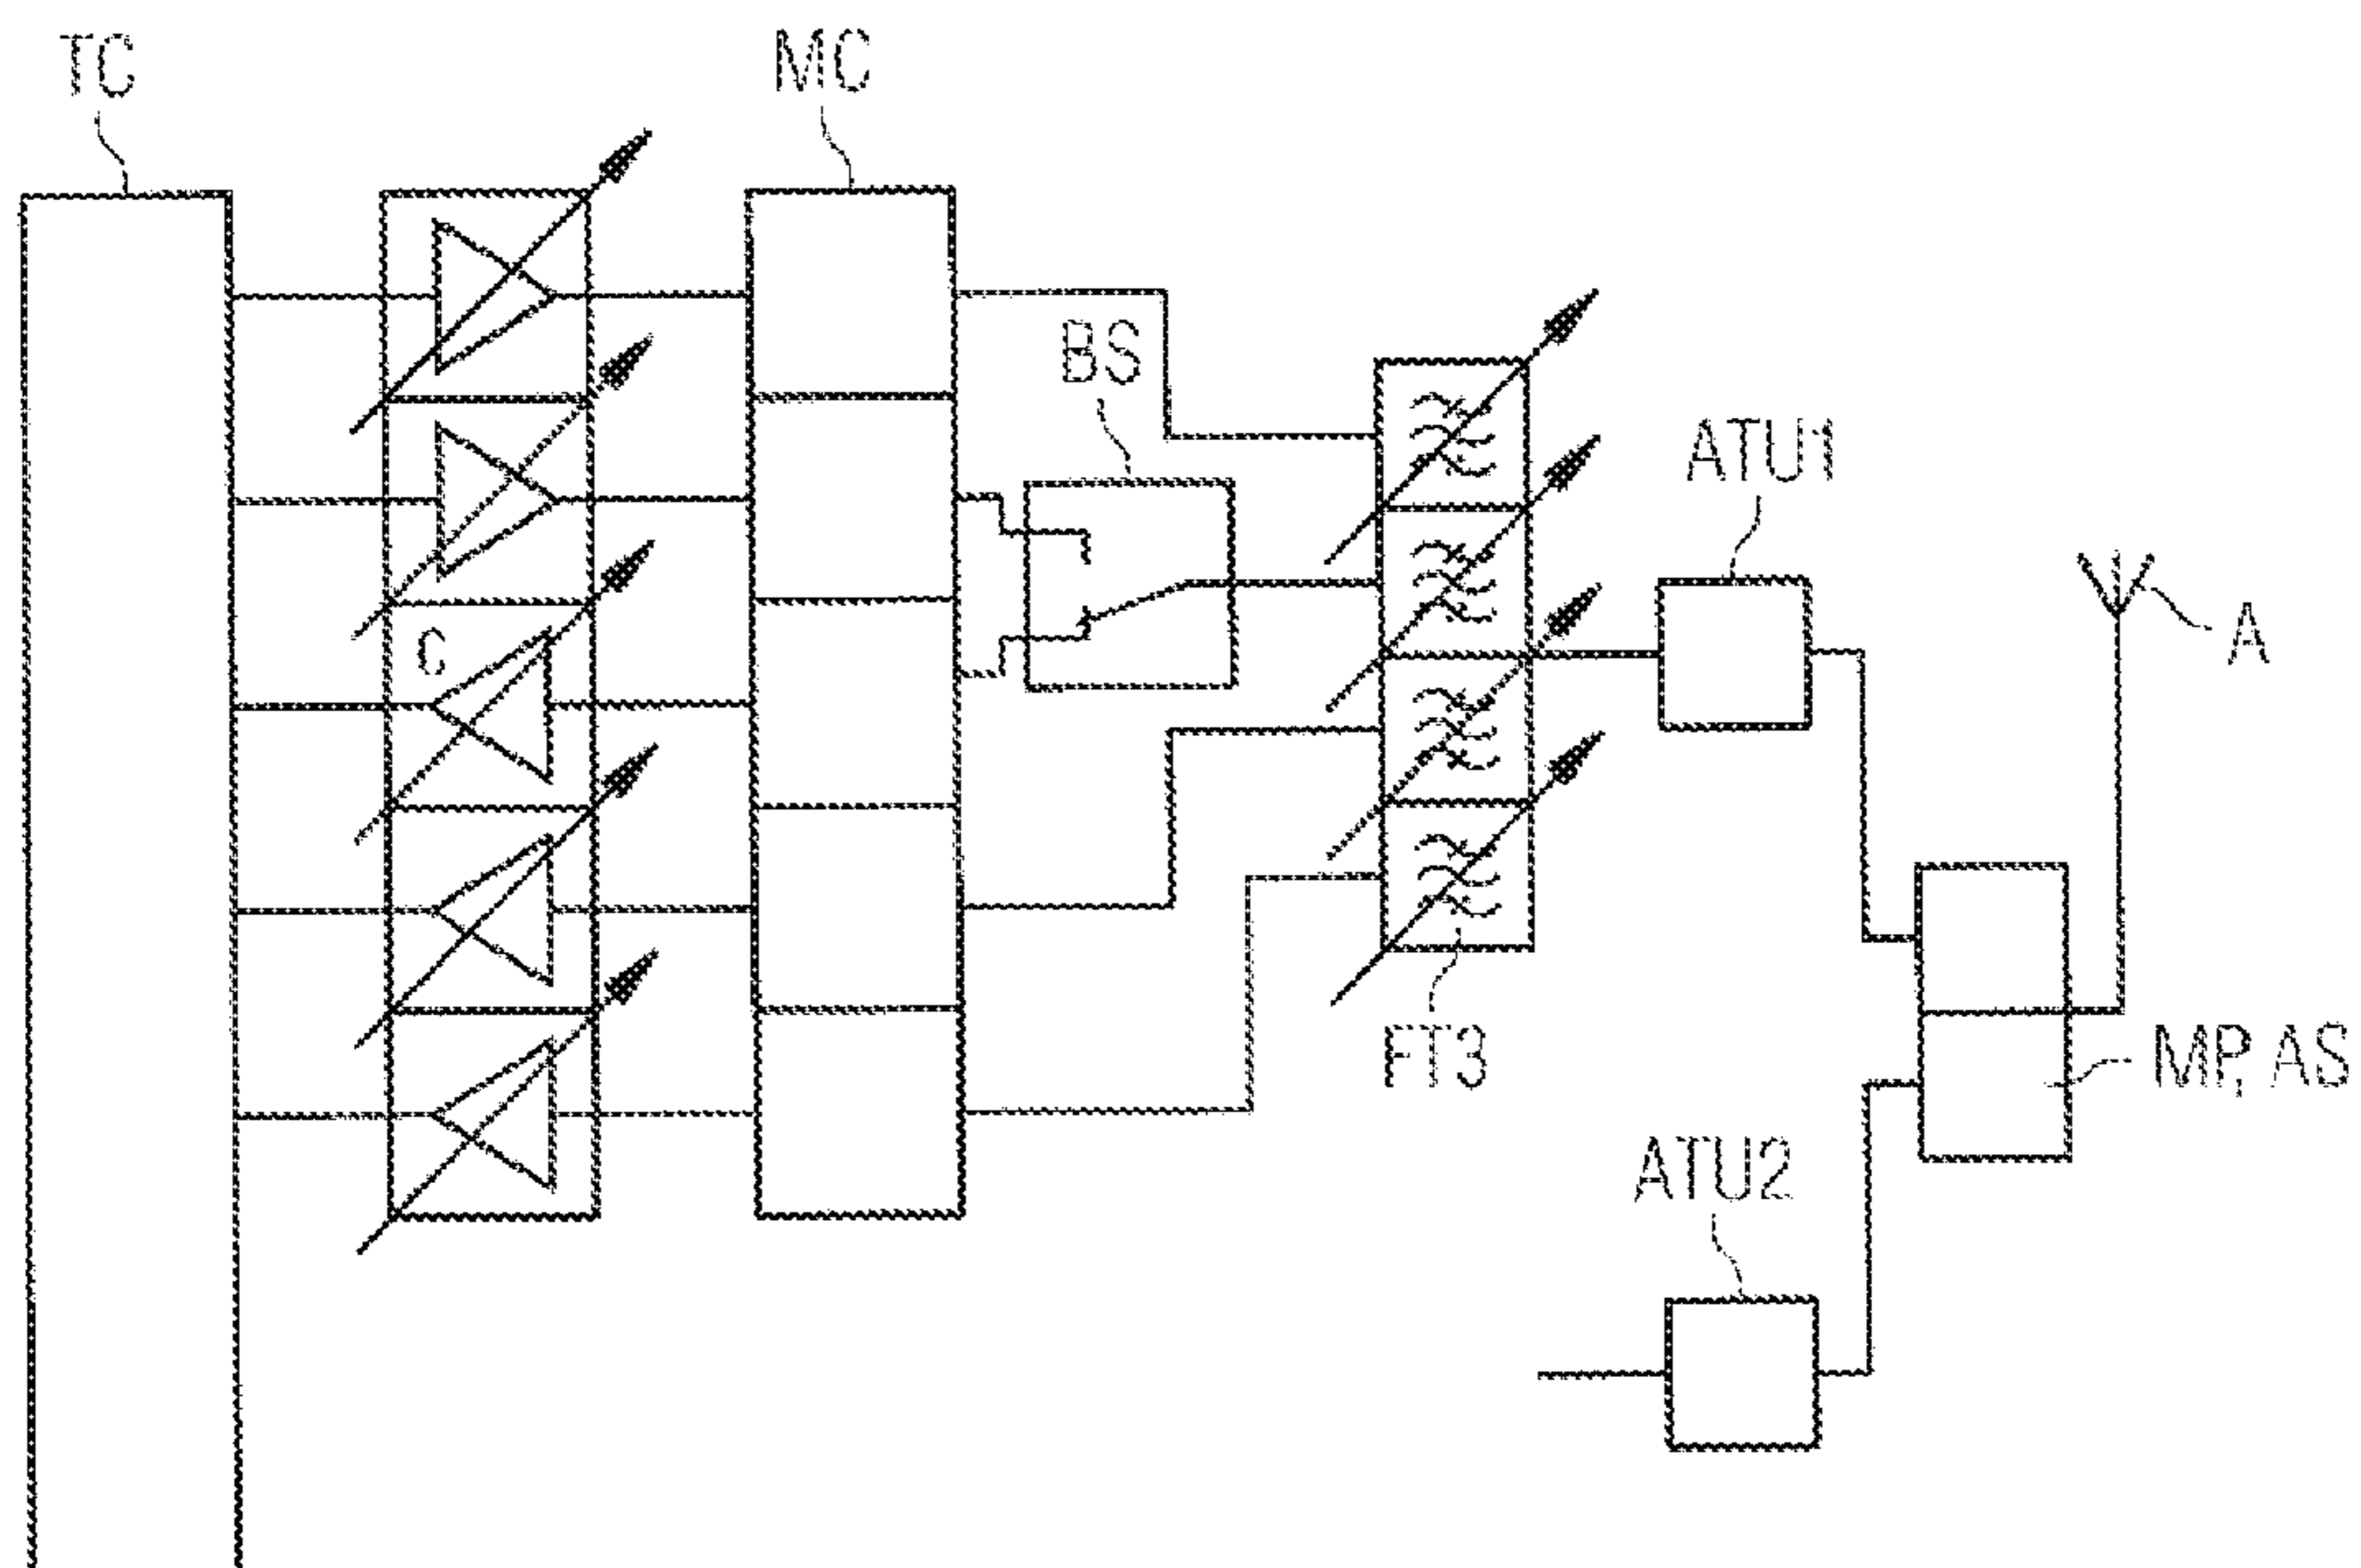 TC
MC
BS
ATU1
A
C
FT3
MP, AS
ATU2